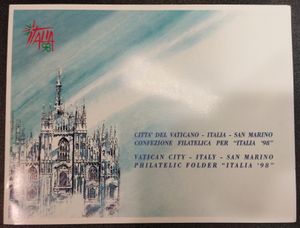 ITALIA
98
CITTA' DEL VATICANO - ITALIA - SAN MARINO
CONFEZIONE FILATELICA PER "ITALIA '98"
VATICAN CITY - ITALY - SAN MARINO
PHILATELIC FOLDER "ITALIA '98"